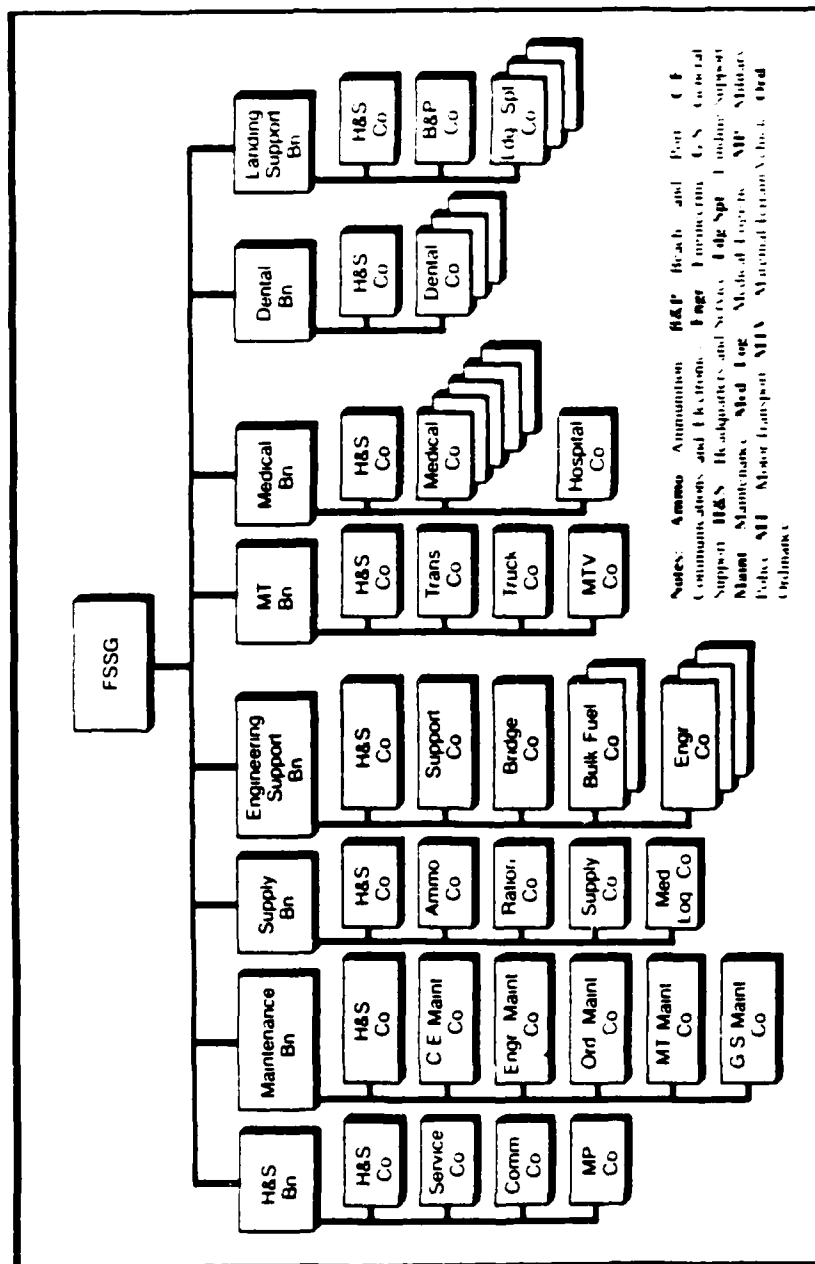 FSSG
H&S
Bn
H&S
Co
Service
Co
Comm
Co
MP
Co
Maintenance
Bn
H&S
Co
C E Maint
Co
Engr Maint
Co
Ord Maint
Co
MT Maint
Co
G S Maint
Co
Supply
Bn
H&S
Co
Ammo
Co
Ration
Co
Supply
Co
Med
Log Co
Engineering
Support
Bn
H&S
Co
Support
Co
Bridge
Co
Bulk Fuel
Co
Engr
Co
MT
Bn
H&S
Co
Trans
Co
Truck
Co
MTV
Co
Medical
Bn
H&S
Co
Medical
Co
Hospital
Co
Dental
Bn
H&S
Co
Dental
Co
Landing
Support
Bn
H&S
Co
B&P
Co
Ldg Spt
Co
Notes: Ammo Ammunition B&P Beach and Port C E
Communications and Electronics Engr Engineering G S General
Support H&S Headquarters and Service Ldg Spt Landing Support
Maint Maintenance Med Log Medical Logistic MP Military
Police MT Motor Transport MTV Material Terrain Vehicle Ord
Ordnance